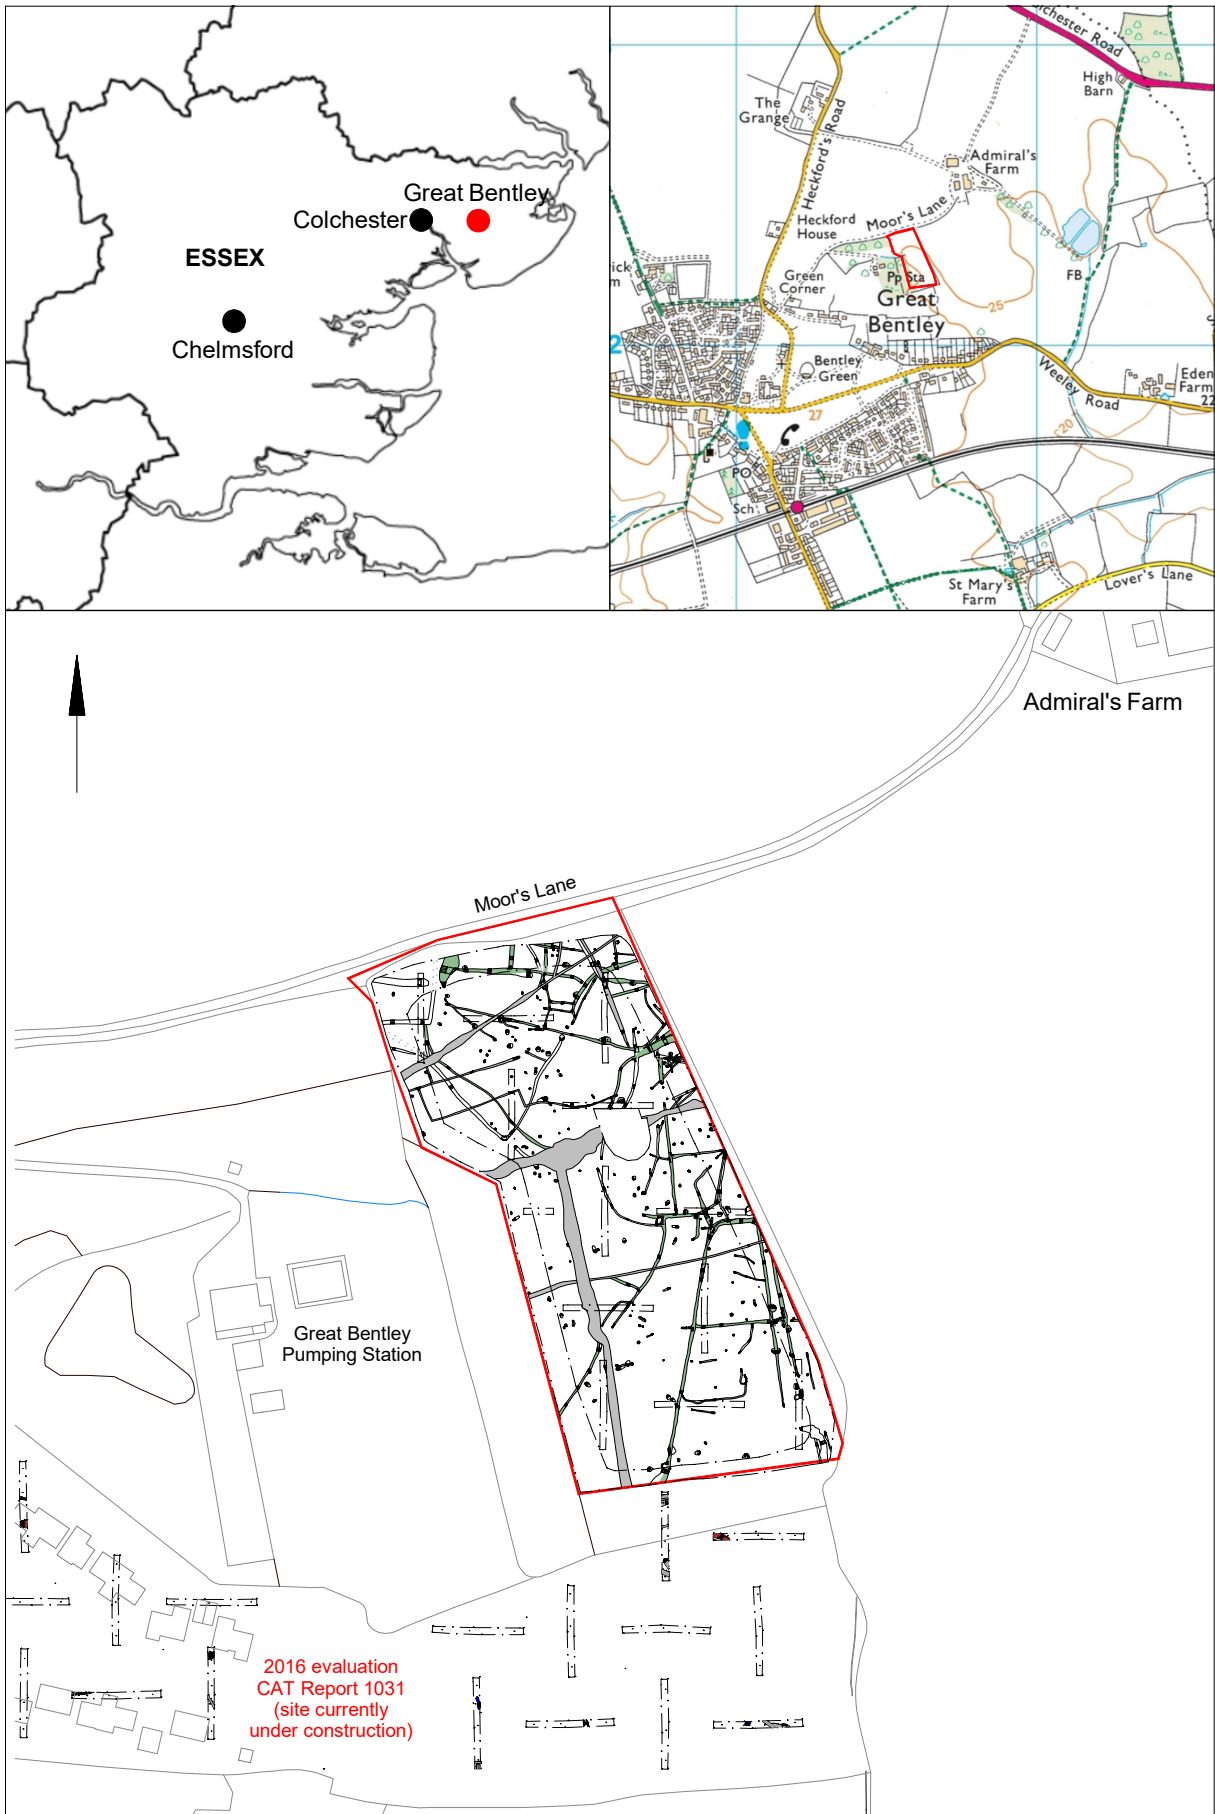 Great Bentley
Colchester
ESSEX
Chelmsford
Colchester Road
High
Barn
The
Grange
Heckford's Road
Admiral's
Farm
Moor's Lane
Heckford
House
Green
Corner
Pp Sta
FB
Great
Bentley
25
2
Bentley
Green
Weeley Road
Eden
Farm
22
27
20
PO
Sch
St Mary's
Farm
Lover's Lane
Admiral's Farm
Moor's Lane
Great Bentley
Pumping Station
2016 evaluation
CAT Report 1031
(site currently
under construction)